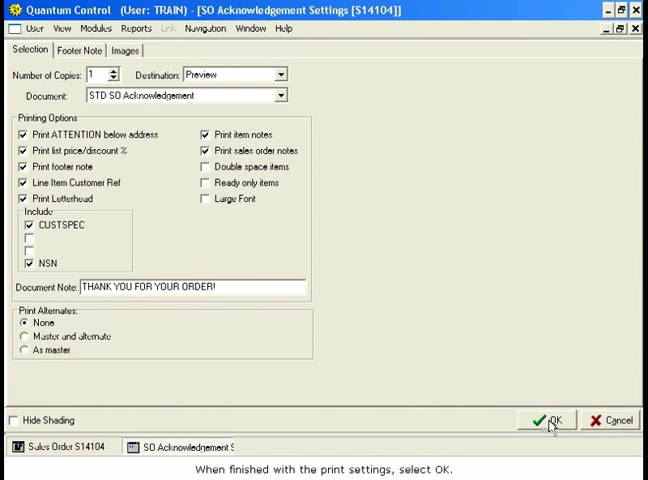 Quantum Control (User: TRAIN) - [SO Acknowledgement Settings [S14104]]
User View Modules Reports Link Navigation Window Help
Selection Footer Note Images
Number of Copies: 1 Destination: Preview
Document: STD SO Acknowledgement
Printing Options
Print ATTENTION below address Print item notes
Print list price/discount % Print sales order notes
Print footer note Double space items
Line Item Customer Ref Ready only items
Print Letterhead Large Font
Include
CUSTSPEC
NSN
Document Note: THANK YOU FOR YOUR ORDER!
Print Alternates:
None
Master and alternate
As master
Hide Shading OK Cancel
Sales Order S14104 SO Acknowledgement S
When finished with the print settings, select OK.